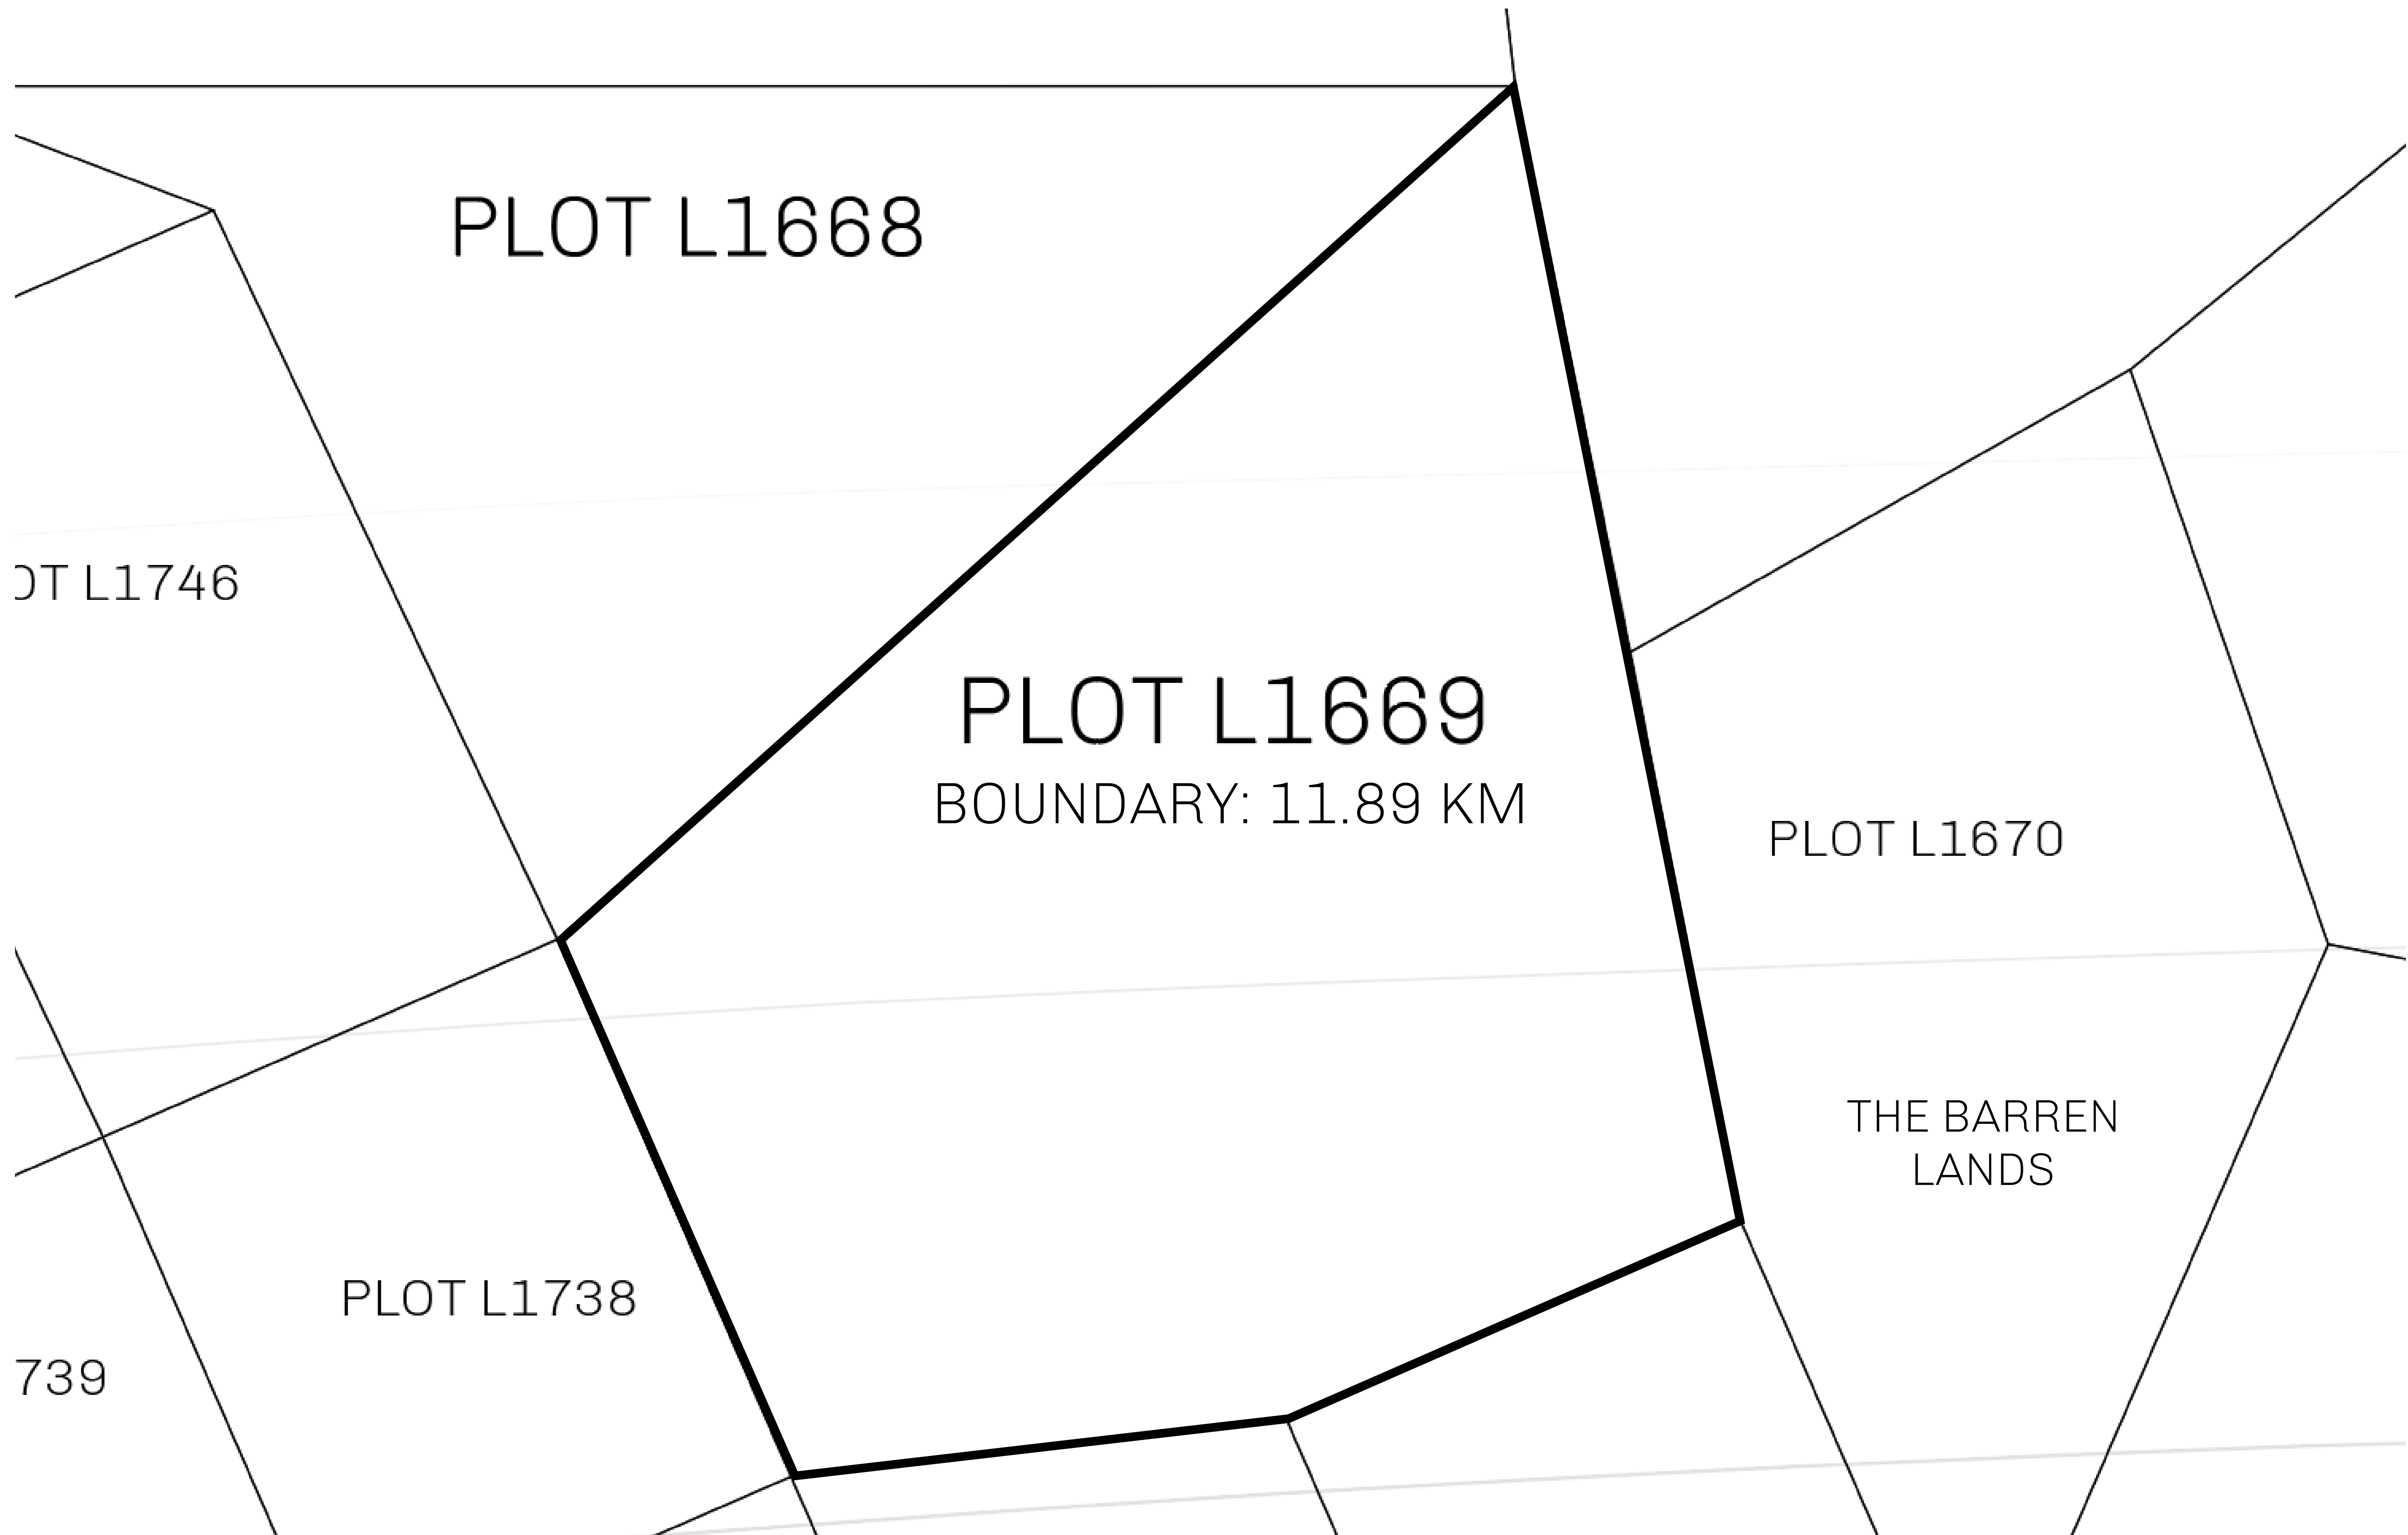 PLOT L1668
OT L1746
PLOT L1669
BOUNDARY: 11.89 KM
PLOT L1670
THE BARREN
LANDS
PLOT L1738
739